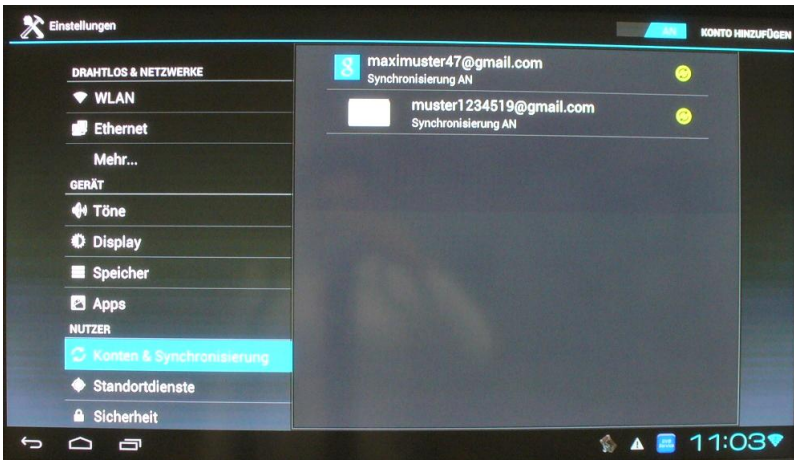 Einstellungen
AN
KONTO HINZUFÜGEN
DRAHTLOS & NETZWERKE
WLAN
Ethernet
Mehr...
GERÄT
Töne
Display
Speicher
Apps
NUTZER
Konten & Synchronisierung
Standortdienste
Sicherheit
maximuster47@gmail.com
Synchronisierung AN
muster1234519@gmail.com
Synchronisierung AN
11:03